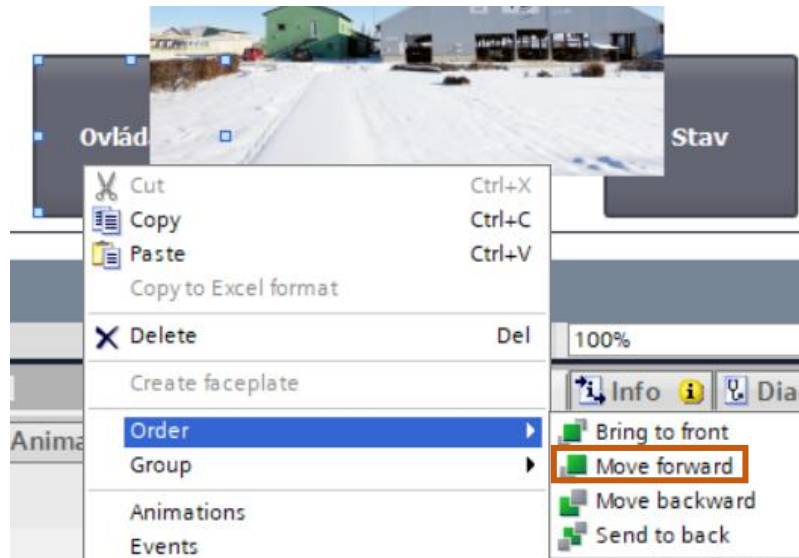 Ovlád
Stav
Cut Ctrl+X
Copy Ctrl+C
Paste Ctrl+V
Copy to Excel format
Delete Del
100%
Create faceplate
Info
Dia
Anima
Order
Bring to front
Group
Move forward
Move backward
Animations
Send to back
Events